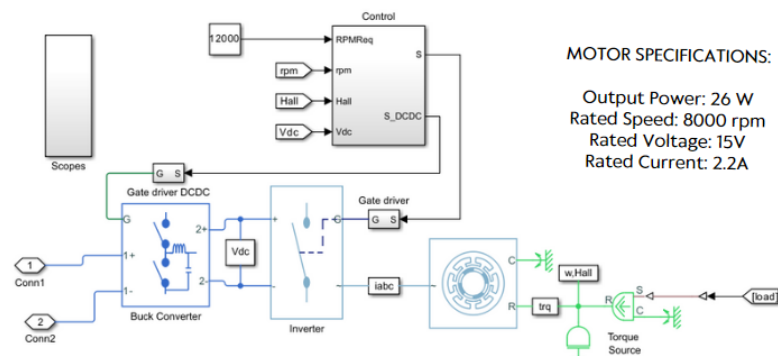 Control
12000
RPMReq
rpm
Hall
Vdc
rpm
Hall
Vdc
S
S_DCDC
MOTOR SPECIFICATIONS:
Output Power: 26 W
Rated Speed: 8000 rpm
Rated Voltage: 15V
Rated Current: 2.2A
Scopes
G S
Gate driver DCDC
G
1+
1-
2+
2-
Buck Converter
1
Conn1
2
Conn2
Vdc
+
-
G
-
Inverter
G S
Gate driver
iabc
-
C
R
trq
w,Hall
R
S
C
Torque
Source
[load]